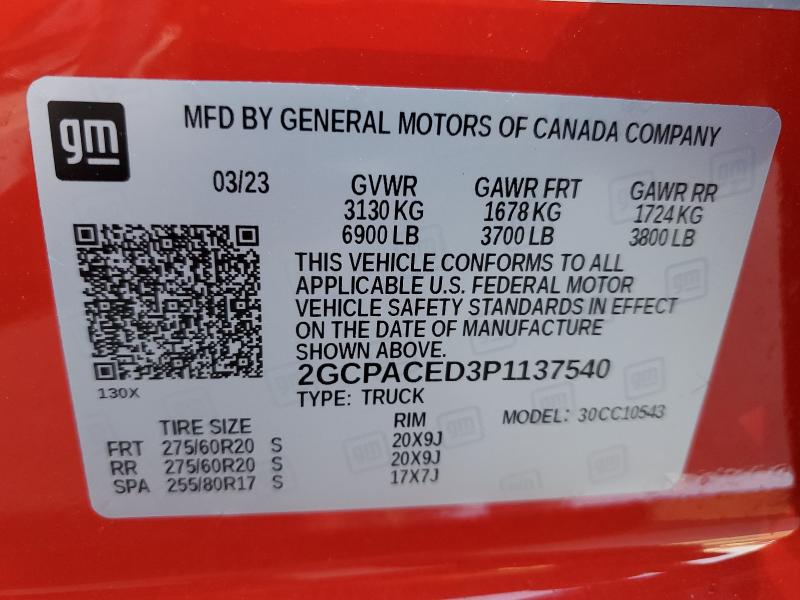 gm
MFD BY GENERAL MOTORS OF CANADA COMPANY
03/23 GVWR GAWR FRT GAWR RR
3130 KG 1678 KG 1724 KG
6900 LB 3700 LB 3800 LB
THIS VEHICLE CONFORMS TO ALL
APPLICABLE U.S. FEDERAL MOTOR
VEHICLE SAFETY STANDARDS IN EFFECT
ON THE DATE OF MANUFACTURE
SHOWN ABOVE.
2GCPACED3P1137540
130X
TYPE: TRUCK
TIRE SIZE RIM MODEL: 30CC10543
FRT 275/60R20 S 20X9J
RR 275/60R20 S 20X9J
SPA 255/80R17 S 17X7J